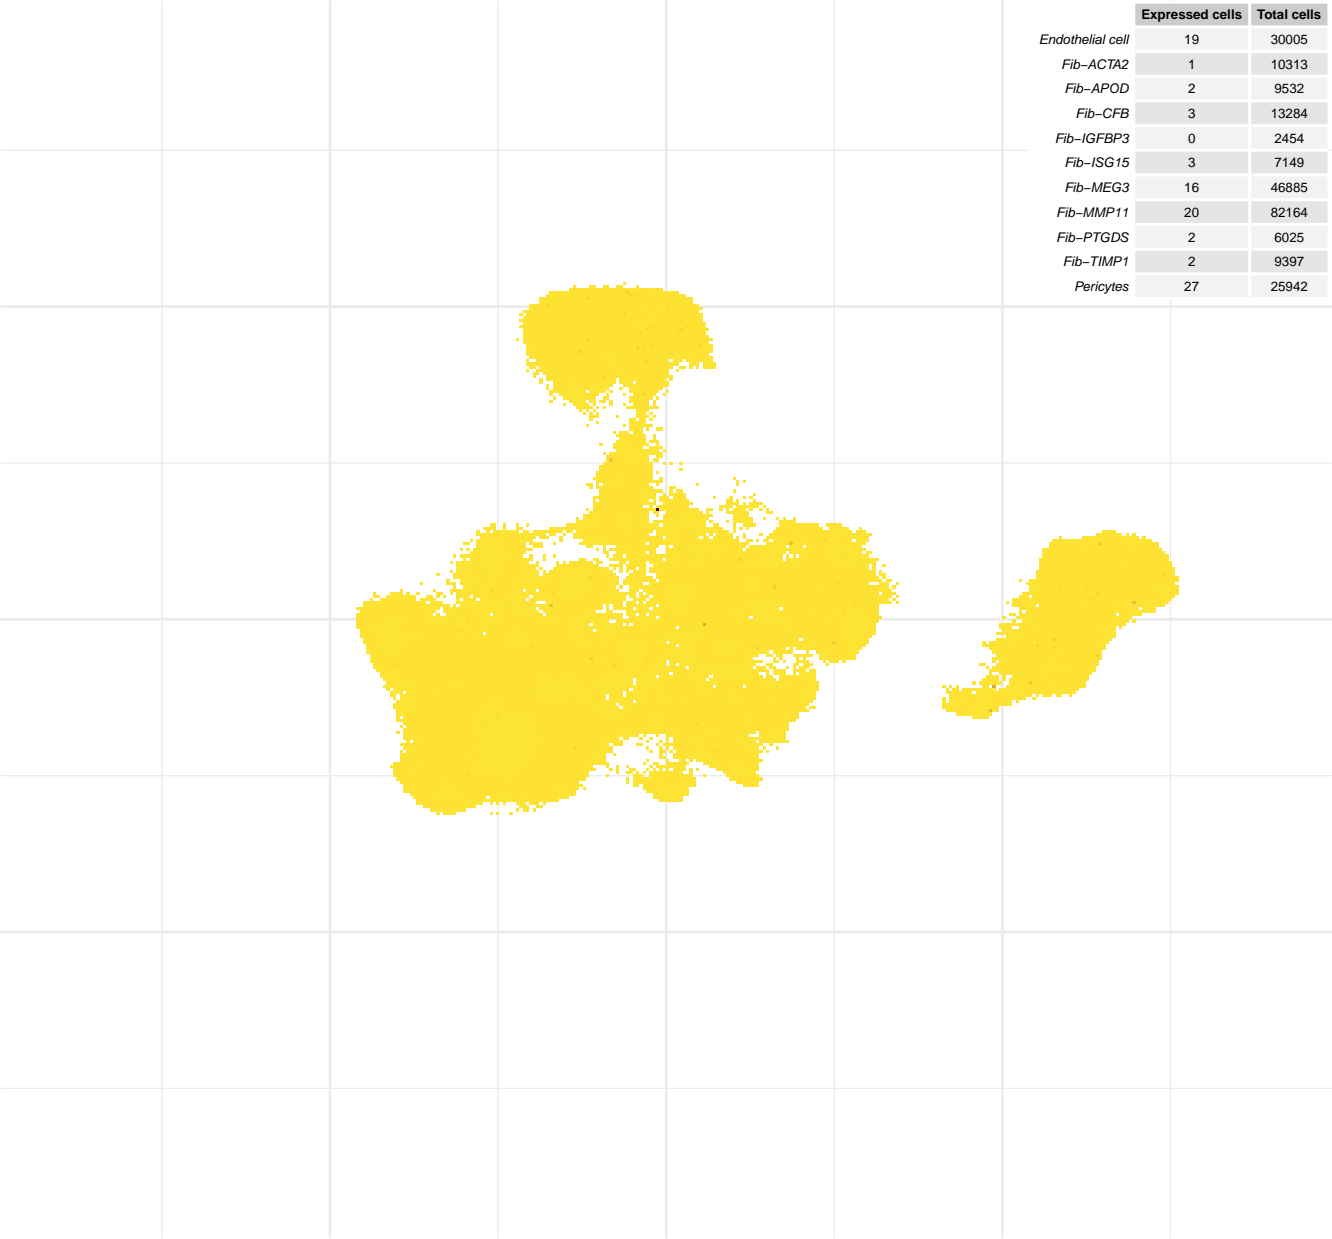 Expressed cells Total cells
Endothelial cell 19 30005
Fib−ACTA2 1 10313
Fib−APOD 2 9532
Fib−CFB 3 13284
Fib−IGFBP3 0 2454
Fib−ISG15 3 7149
Fib−MEG3 16 46885
Fib−MMP11 20 82164
Fib−PTGDS 2 6025
Fib−TIMP1 2 9397
Pericytes 27 25942